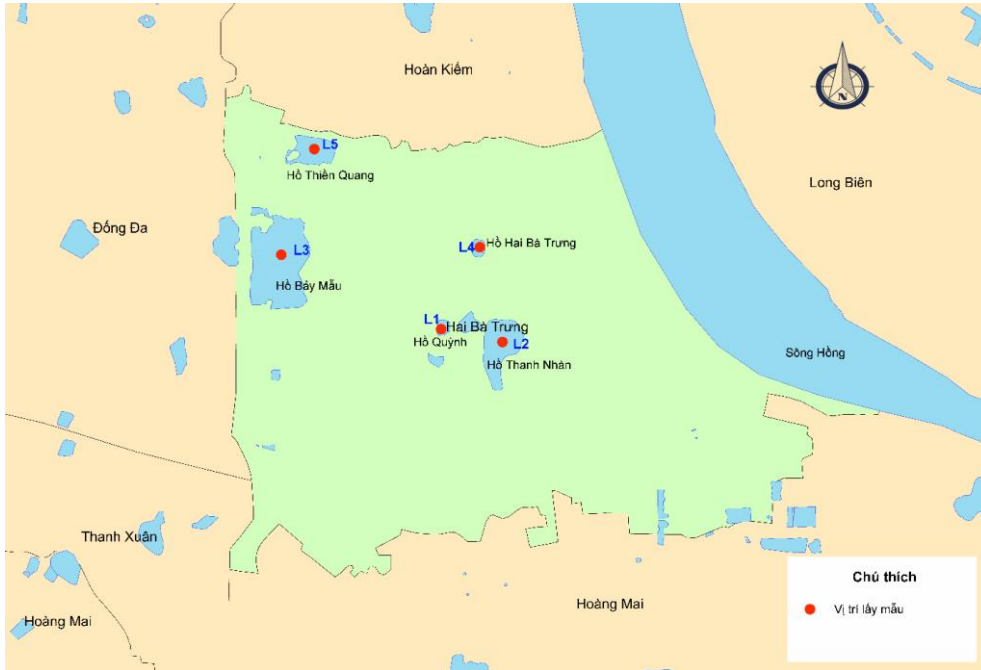 Hoàn Kiếm
N
L5
Hồ Thiền Quang
Long Biên
Đống Đa
L4
Hồ Hai Bà Trưng
L3
Hồ Bảy Mẫu
L1
Hai Bà Trưng
Hồ Quỳnh
L2
Hồ Thanh Nhàn
Sông Hồng
Thanh Xuân
Chú thích
Vị trí lấy mẫu
Hoàng Mai
Hoàng Mai